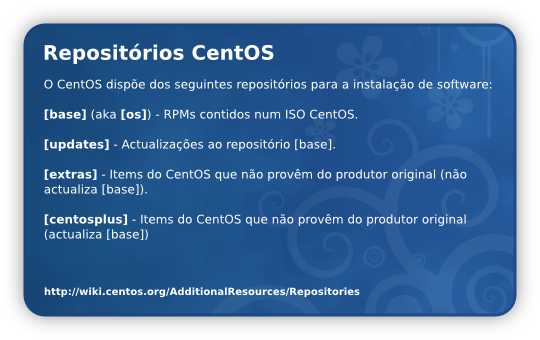 Repositórios CentOS
O CentOS dispõe dos seguintes repositórios para a instalação de software:
[base] (aka [os]) - RPMs contidos num ISO CentOS.
[updates] - Actualizações ao repositório [base].
[extras] - Items do CentOS que não provêm do produtor original (não
actualiza [base]).
[centosplus] - Items do CentOS que não provêm do produtor original
(actualiza [base])
http://wiki.centos.org/AdditionalResources/Repositories